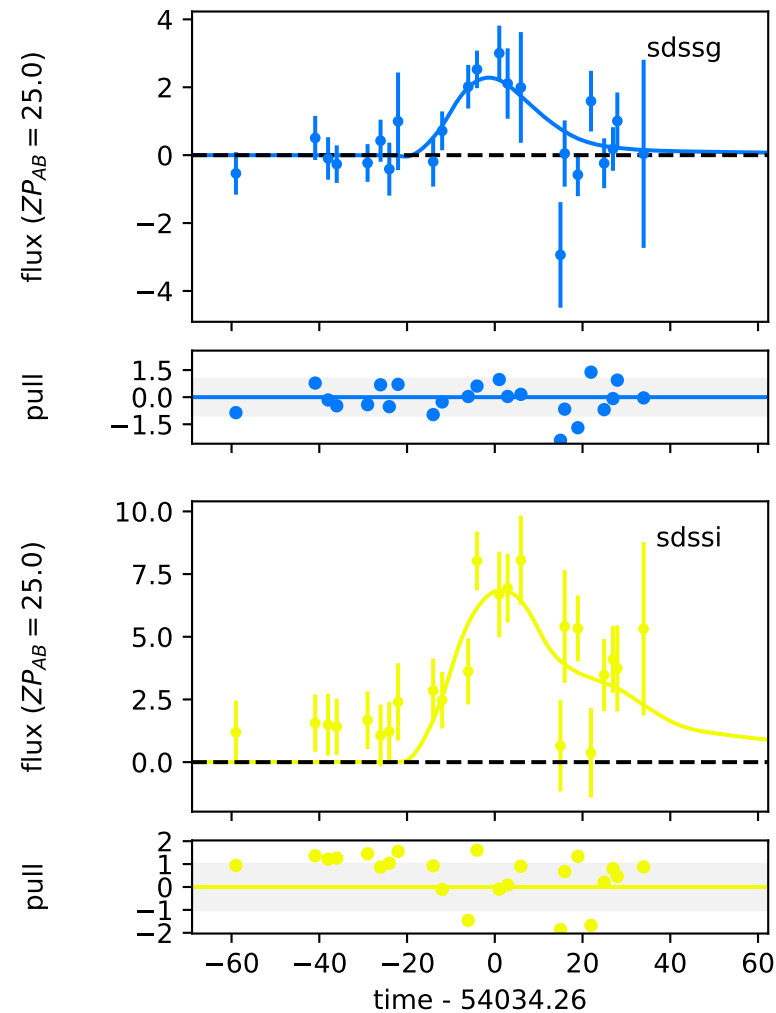 sdssg
flux (ZP_AB = 25.0)
4
2
0
−2
−4
pull
1.5
0.0
−1.5
sdssi
flux (ZP_AB = 25.0)
10.0
7.5
5.0
2.5
0.0
pull
2
1
0
−1
−2
−60 −40 −20 0 20 40 60
time - 54034.26